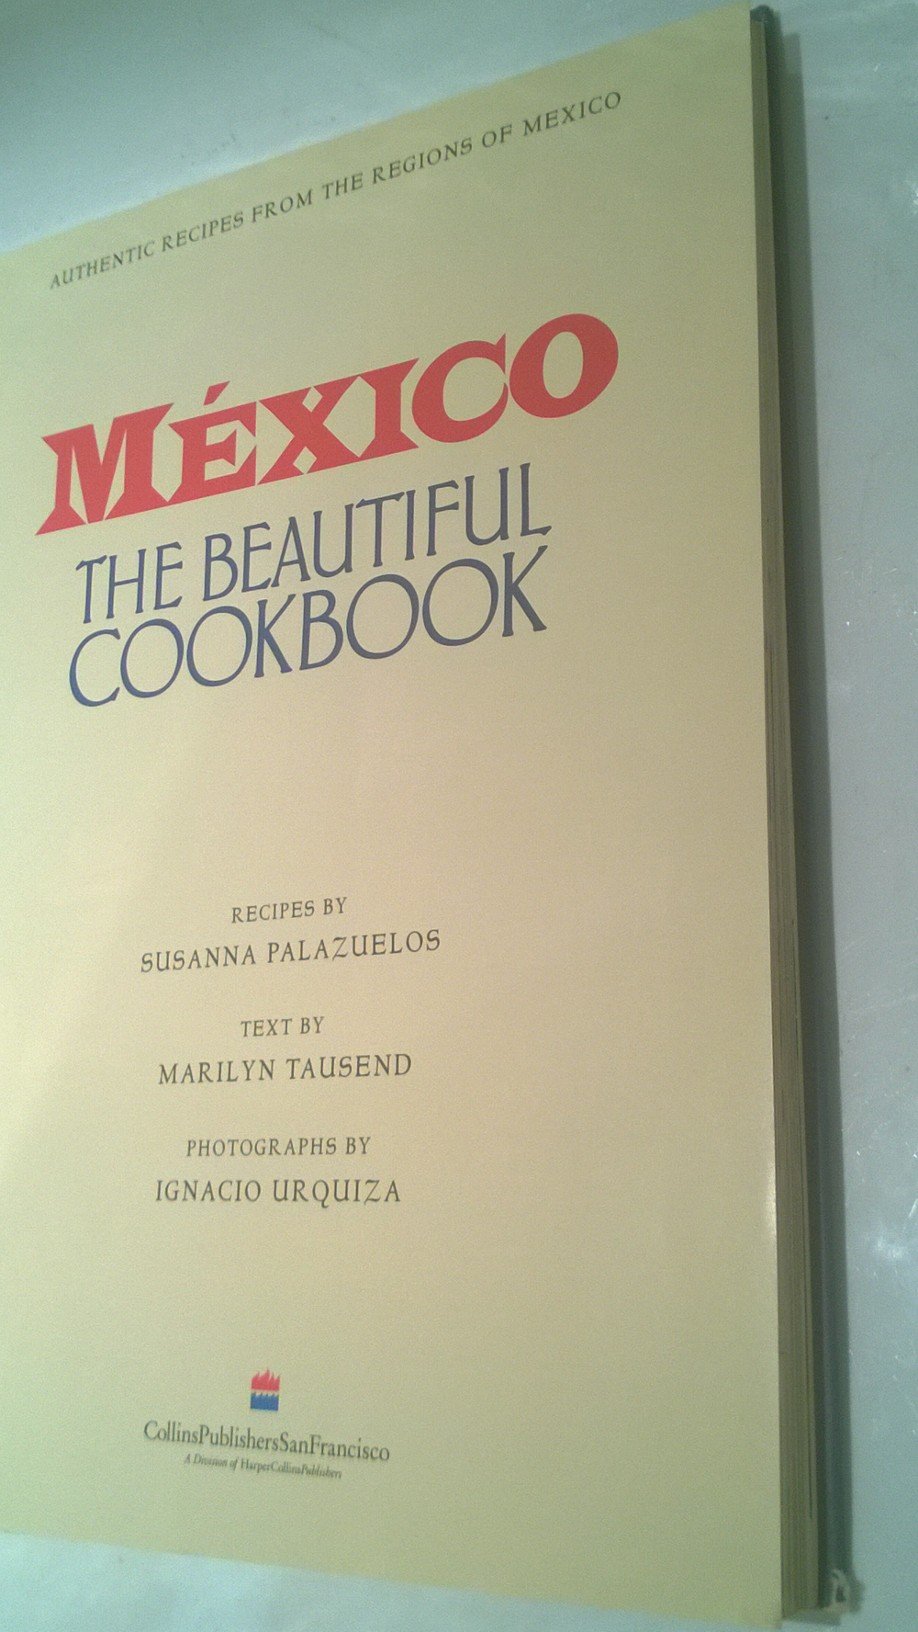 AUTHENTIC RECIPES FROM THE REGIONS OF MEXICO
MÉXICO
THE BEAUTIFUL
COOKBOOK
RECIPES BY
SUSANNA PALAZUELOS
TEXT BY
MARILYN TAUSEND
PHOTOGRAPHS BY
IGNACIO URQUIZA
CollinsPublishersSanFrancisco
A Division of HarperCollinsPublishers